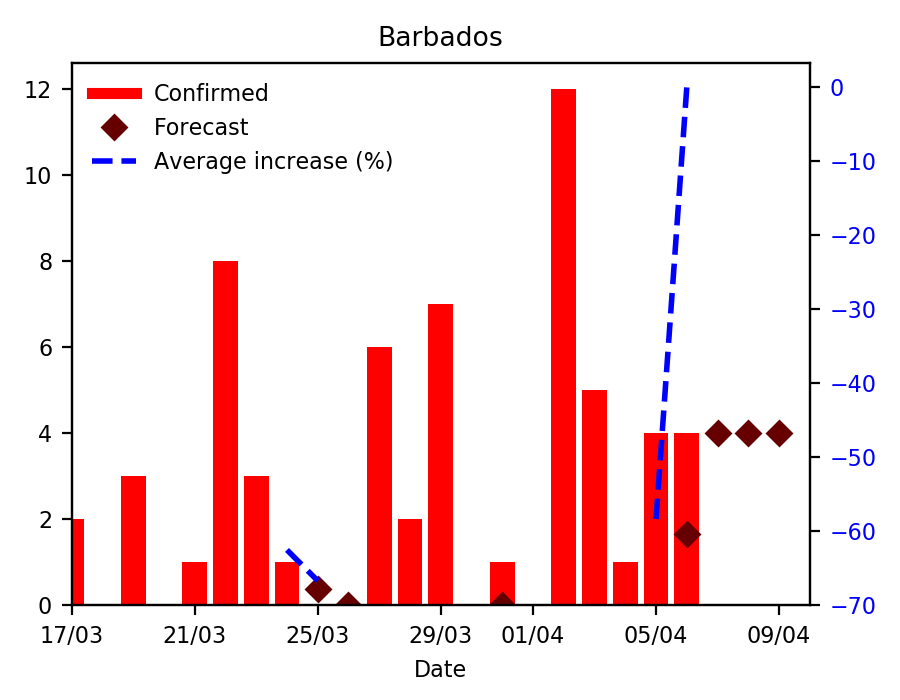 Barbados
Confirmed
Forecast
Average increase (%)
12
10
8
6
4
2
0
0
−10
−20
−30
−40
−50
−60
−70
17/03 21/03 25/03 29/03 01/04 05/04 09/04
Date